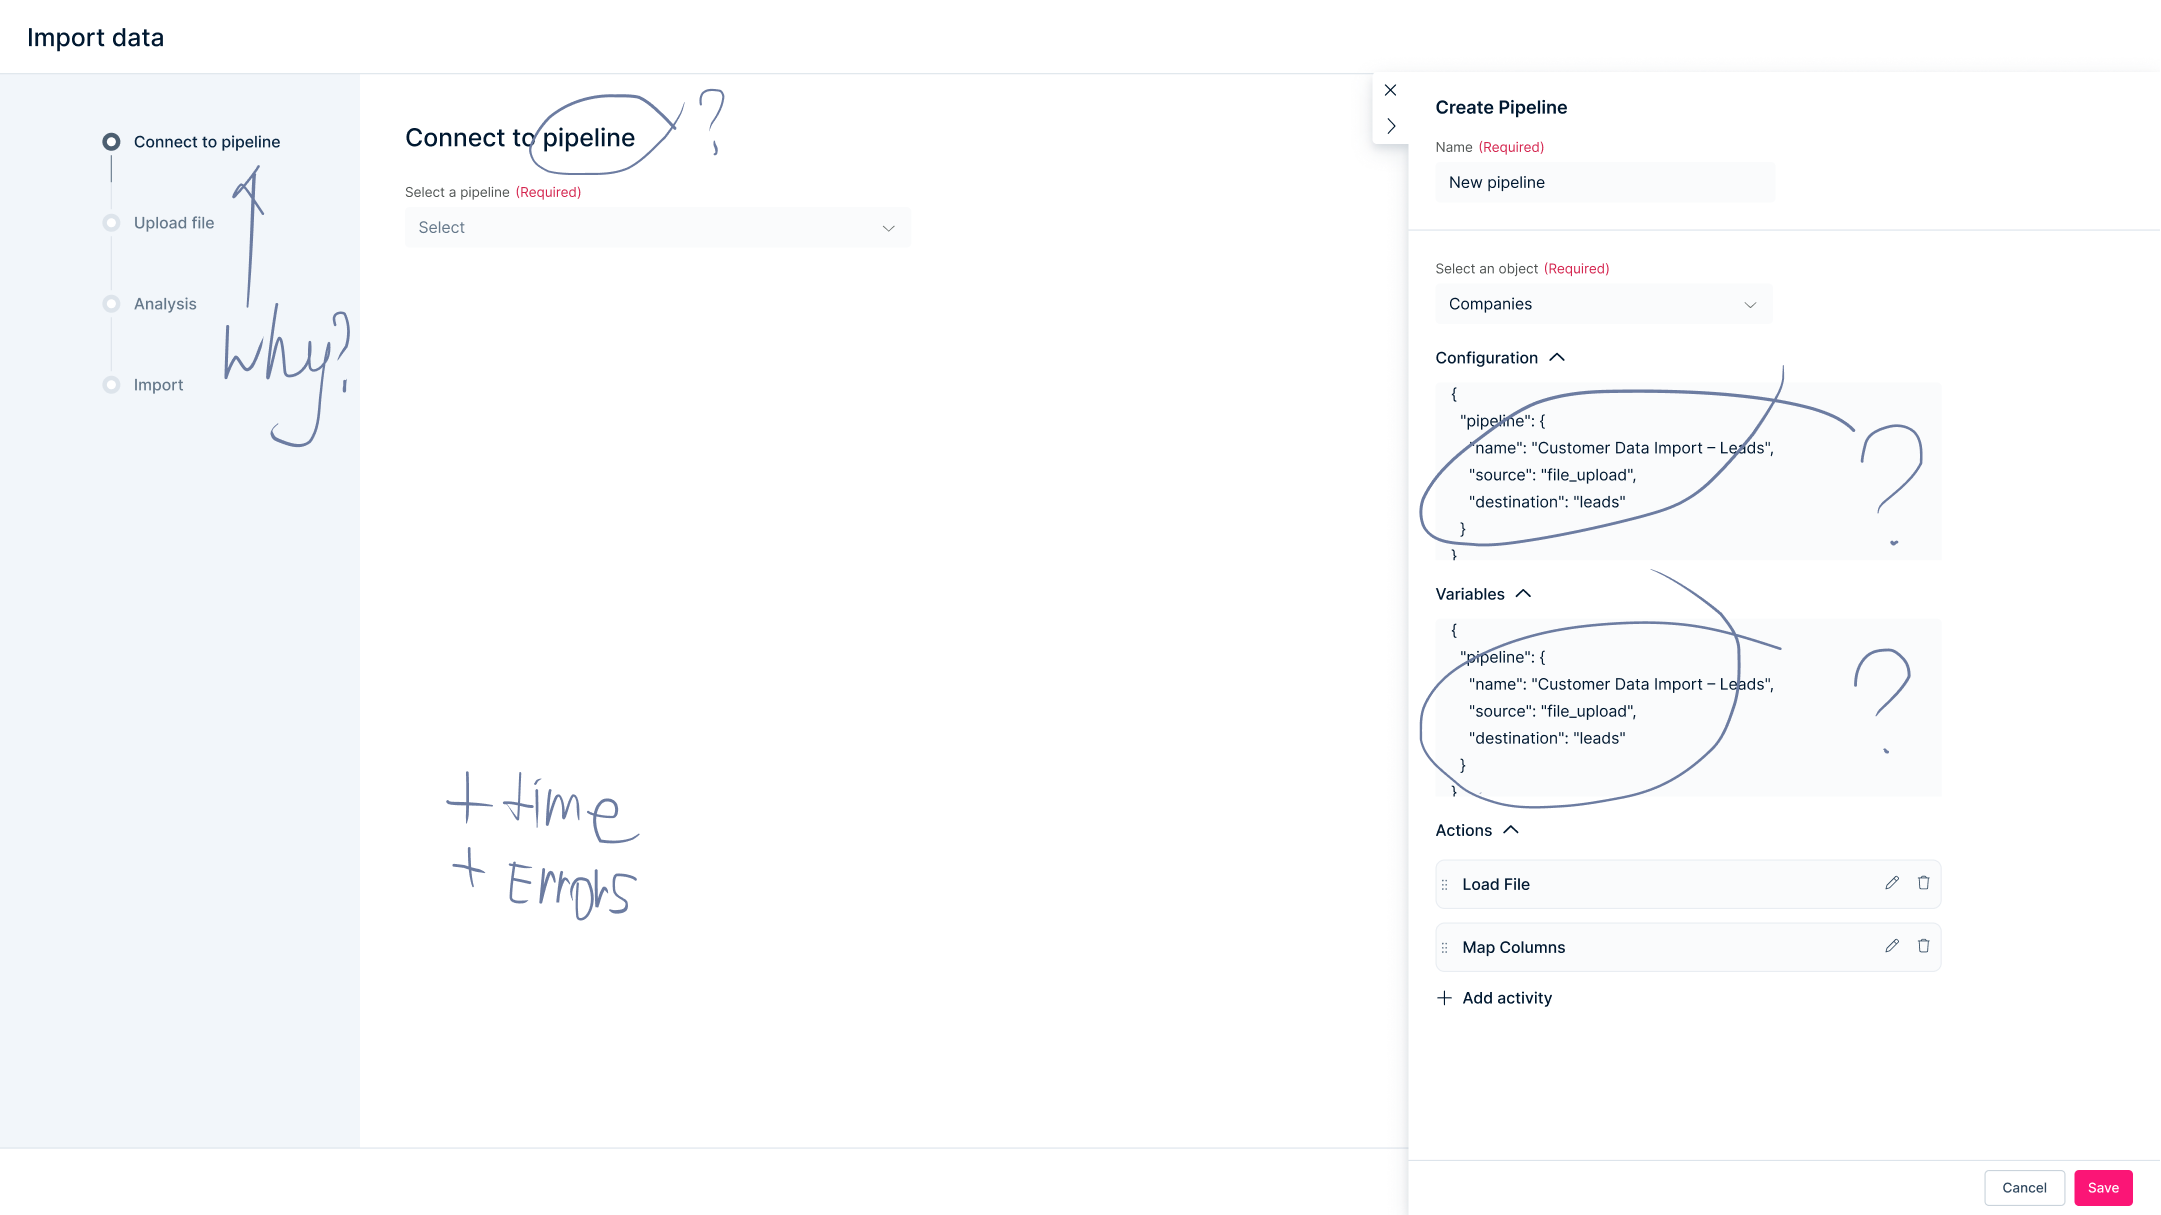 Import data
Connect to pipeline
Upload file
Analysis
Import
Why?
Connect to pipeline
?
Select a pipeline (Required)
Select
+ time
+ Errors
Create Pipeline
Name (Required)
New pipeline
Select an object (Required)
Companies
Configuration
{
"pipeline": {
"name": "Customer Data Import – Leads",
"source": "file_upload",
"destination": "leads"
}
}
?
Variables
{
"pipeline": {
"name": "Customer Data Import – Leads",
"source": "file_upload",
"destination": "leads"
}
}
?
Actions
Load File
Map Columns
+ Add activity
Cancel
Save